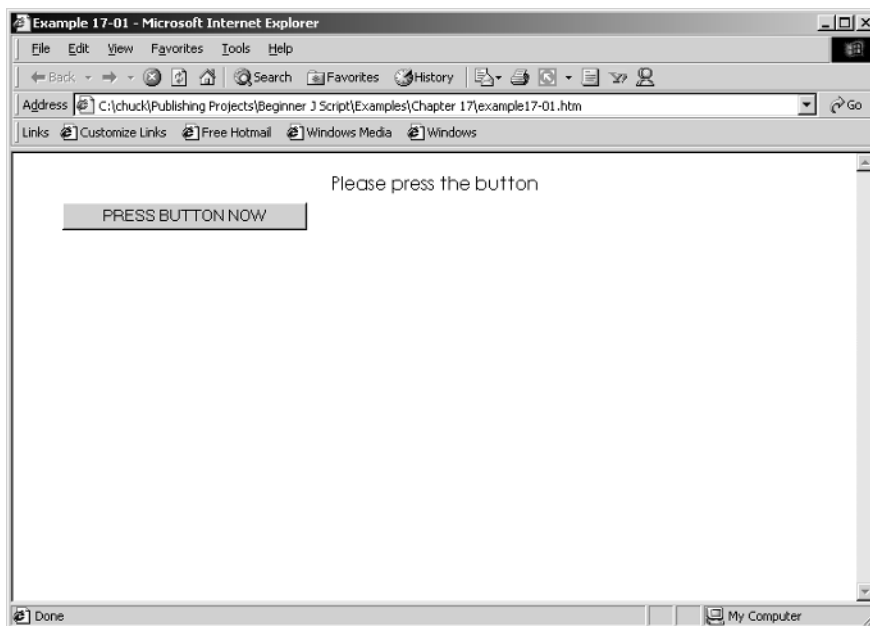 Example 17-01 - Microsoft Internet Explorer
File Edit View Favorites Tools Help
Back Search Favorites History
Address C:\chuck\Publishing Projects\Beginner J Script\Examples\Chapter 17\example17-01.htm Go
Links Customize Links Free Hotmail Windows Media Windows
Please press the button
PRESS BUTTON NOW
Done My Computer